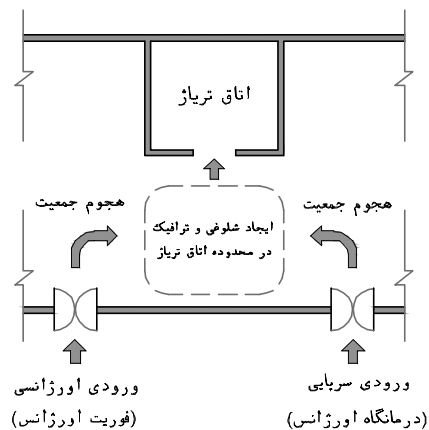 اتاق تریاژ
هجوم جمعیت
هجوم جمعیت
ایجاد شلوغی و ترافیک
در محدوده اتاق تریاژ
ورودی سرپایی
(درمانگاه اورژانس)
ورودی اورژانسی
(فوریت اورژانس)